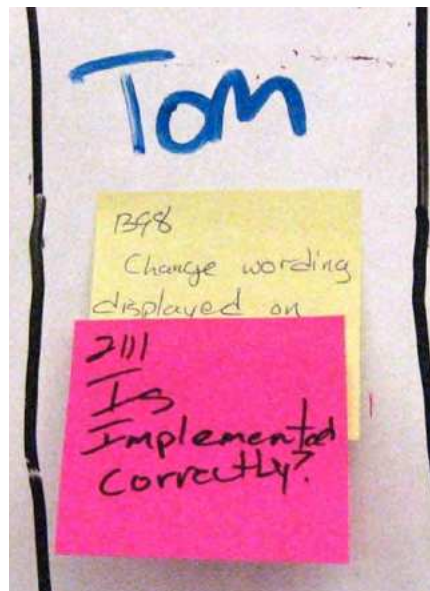 Tom
1398
Change wording
displayed on
2111
Is
Implemented
correctly?